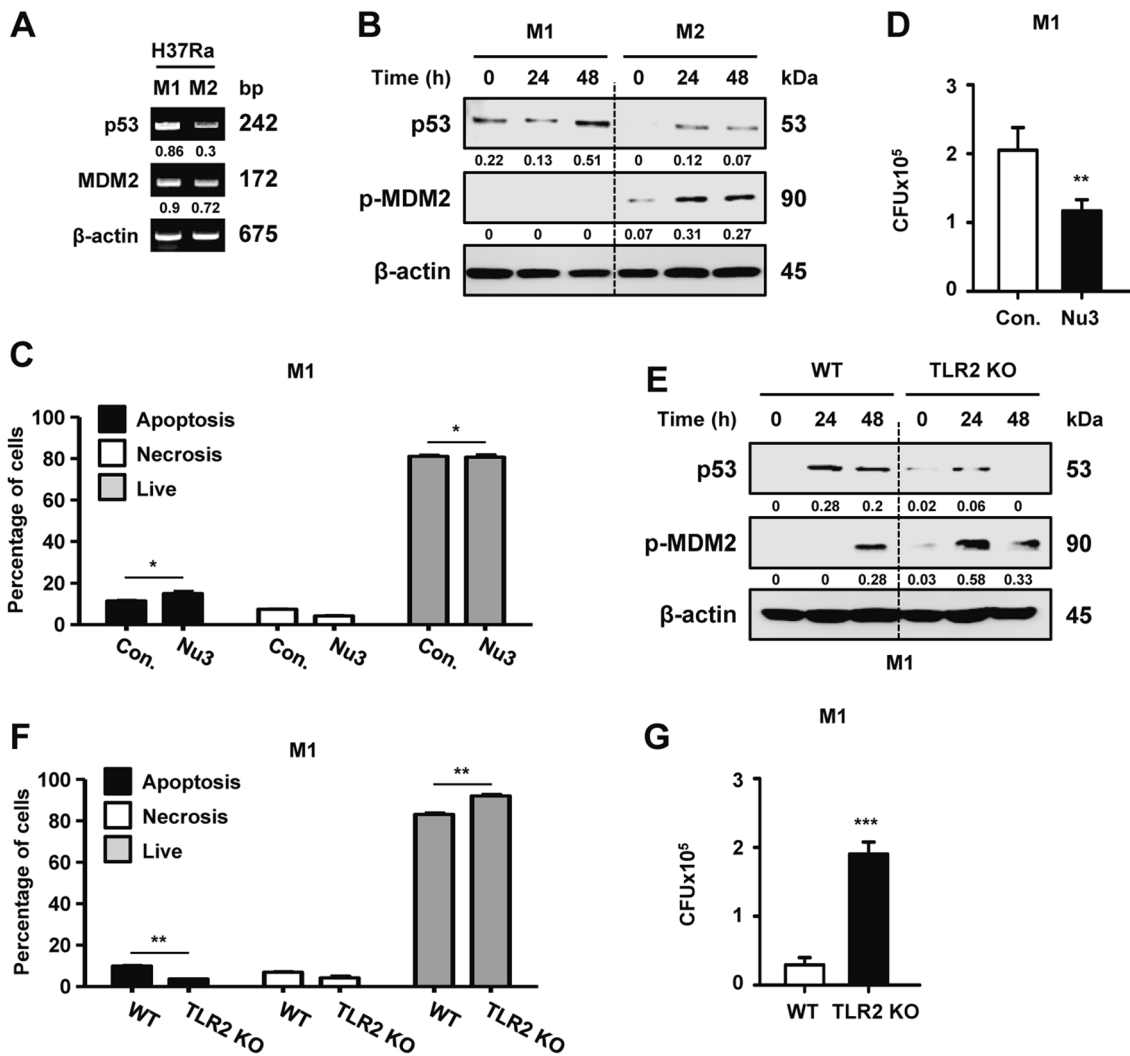 A
H37Ra
M1 M2 bp
p53 242
0.86 0.3
MDM2 172
0.9 0.72
β-actin 675
B
M1 M2
Time (h) 0 24 48 0 24 48 kDa
p53 53
0.22 0.13 0.51 0 0.12 0.07
p-MDM2 90
0 0 0 0.07 0.31 0.27
β-actin 45
D
M1
CFUx10⁵
3
2
1
0
**
Con. Nu3
C
M1
Percentage of cells
100
80
60
40
20
0
Apoptosis
Necrosis
Live
*
*
Con. Nu3 Con. Nu3 Con. Nu3
E
WT TLR2 KO
Time (h) 0 24 48 0 24 48 kDa
p53 53
0 0.28 0.2 0.02 0.06 0
p-MDM2 90
0 0 0.28 0.03 0.58 0.33
β-actin 45
M1
F
M1
Percentage of cells
100
80
60
40
20
0
Apoptosis
Necrosis
Live
**
**
WT TLR2 KO WT TLR2 KO WT TLR2 KO
G
M1
CFUx10⁵
3
2
1
0
***
WT TLR2 KO